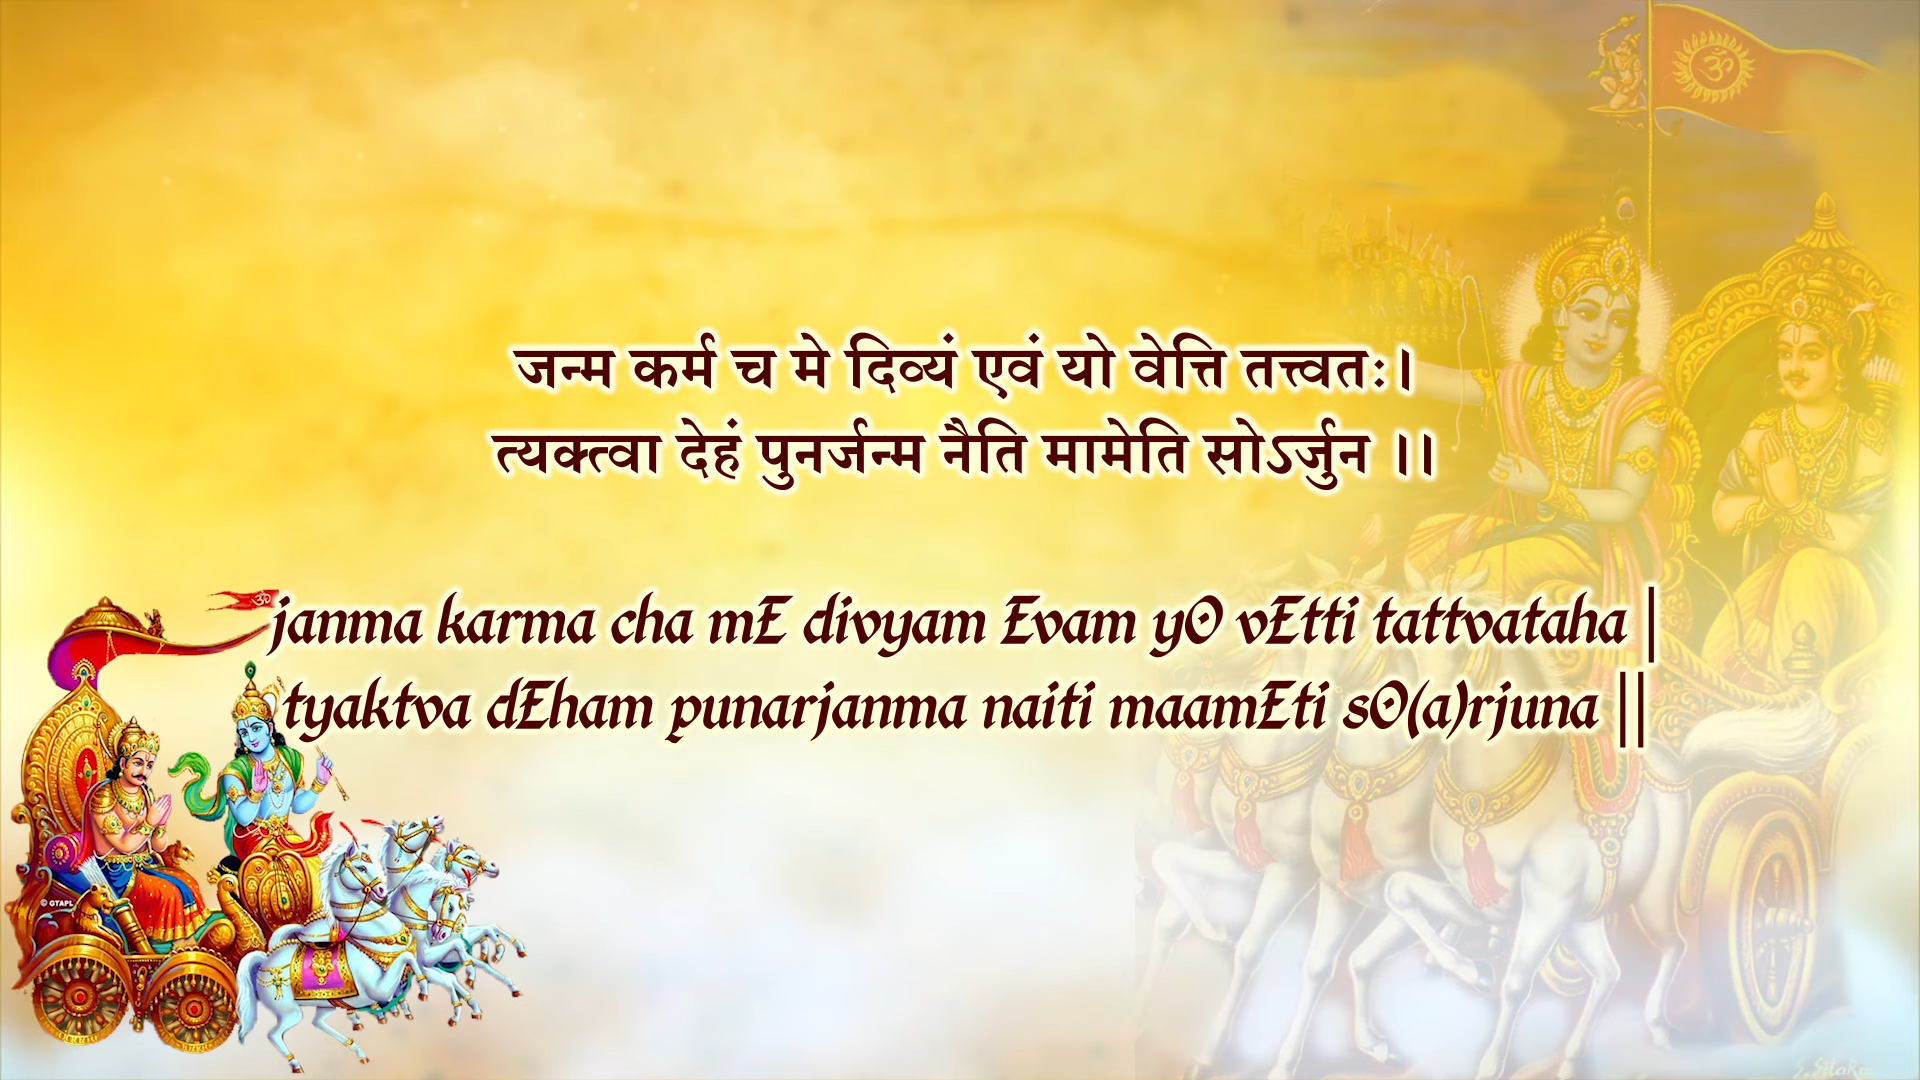 जन्म कर्म च मे दिव्यं एवं यो वेत्ति तत्त्वतः।
त्यक्त्वा देहं पुनर्जन्म नैति मामेति सोऽर्जुन ।।
janma karma cha mE divyam Evam yO vEtti tattvataha |
tyaktva dEham punarjanma naiti maamEti sO(a)rjuna ||
ॐ
ॐ
© GTAPL